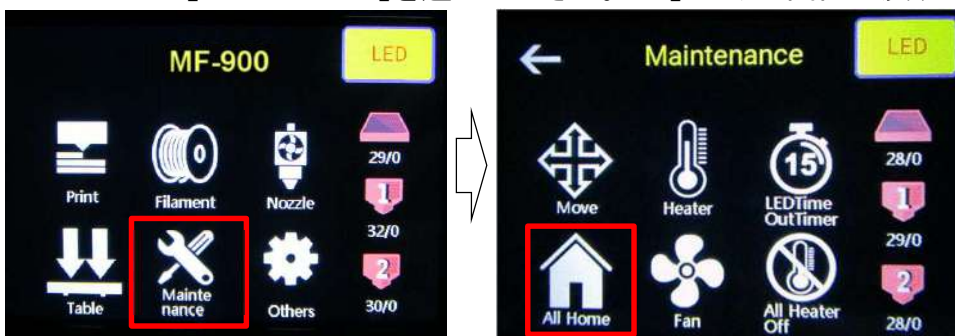 MF-900
LED
29/0
Print
Filament
Nozzle
1
32/0
2
Table
Mainte
nance
Others
30/0
Maintenance
LED
15
28/0
Move
Heater
LEDTime
OutTimer
1
29/0
2
All Home
Fan
All Heater
Off
28/0